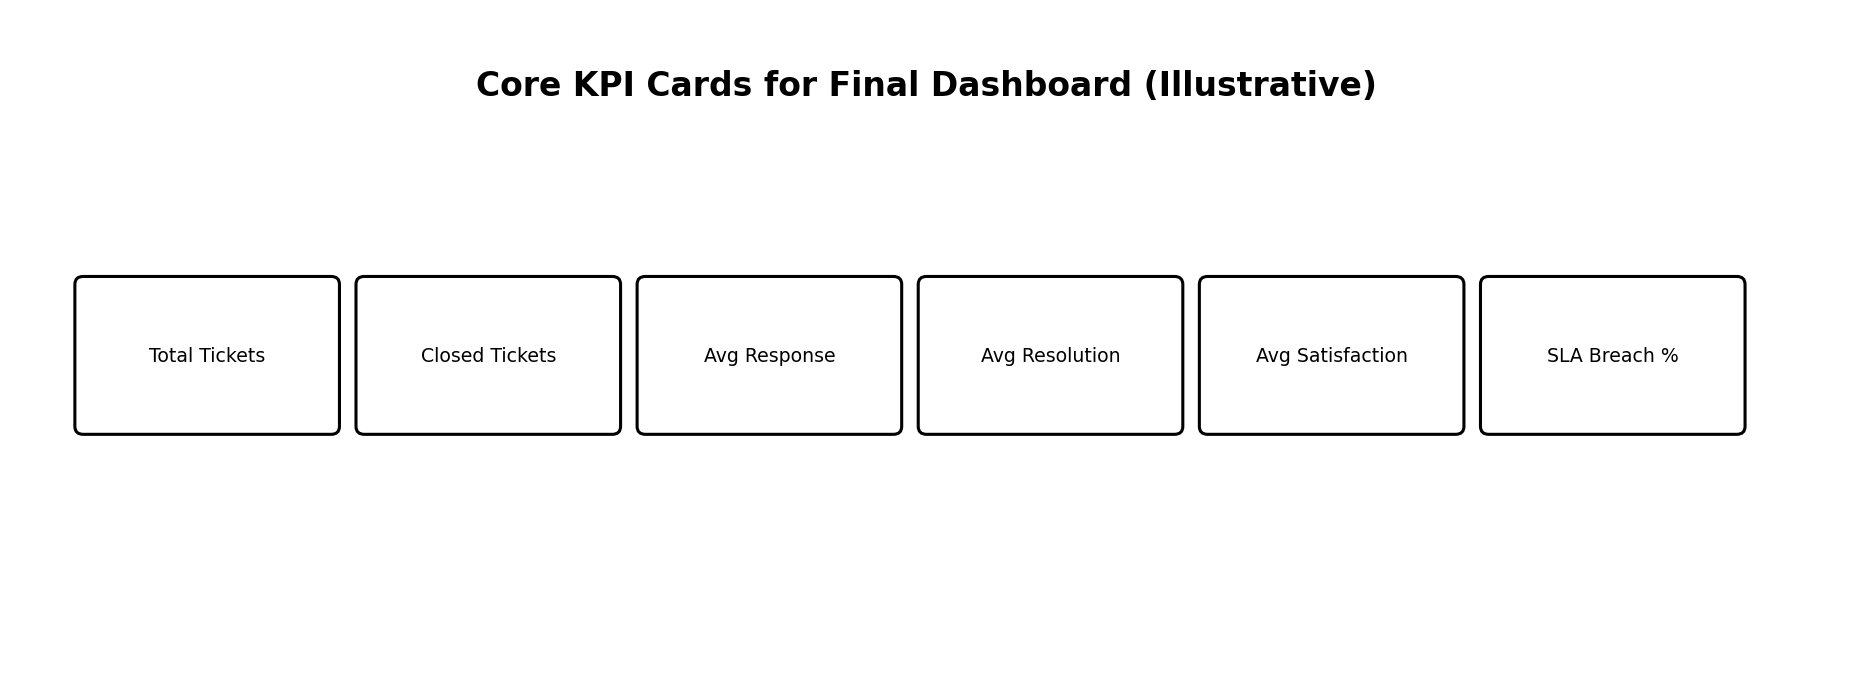 Core KPI Cards for Final Dashboard (Illustrative)
Total Tickets
Closed Tickets
Avg Response
Avg Resolution
Avg Satisfaction
SLA Breach %